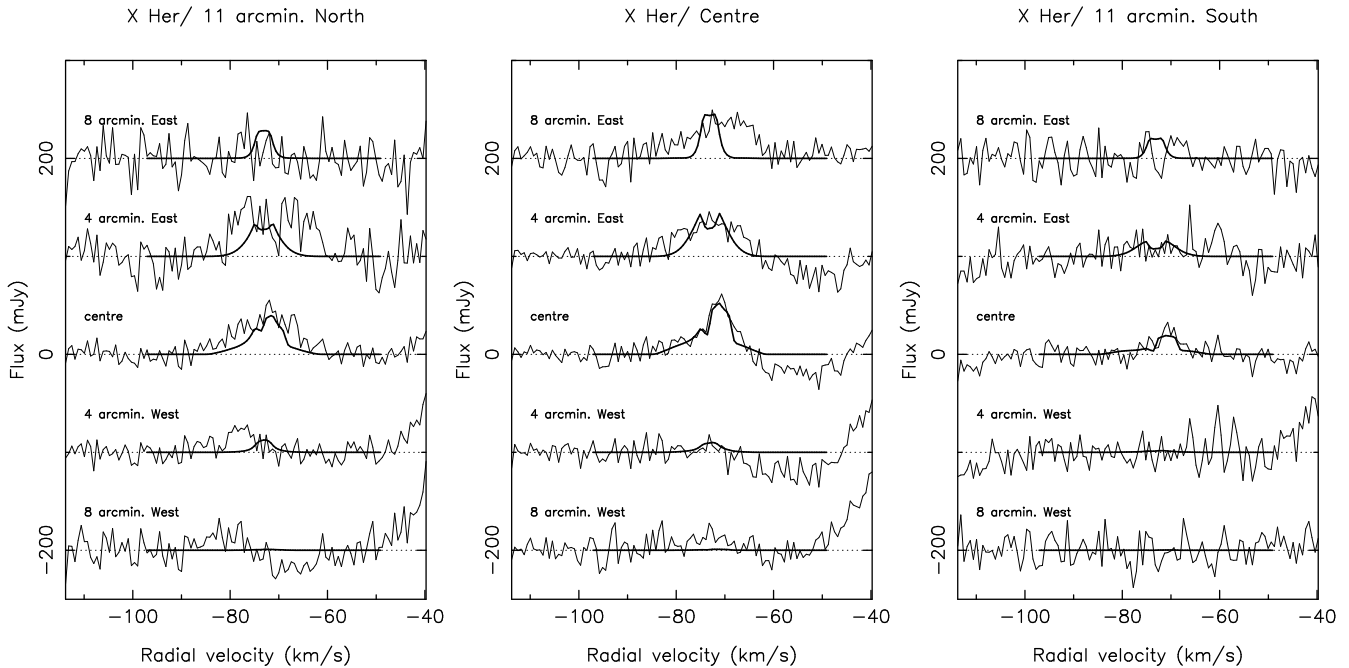 X Her/ 11 arcmin. North
8 arcmin. East
4 arcmin. East
centre
4 arcmin. West
8 arcmin. West
200
0
−200
Flux (mJy)
−100
−80
−60
−40
Radial velocity (km/s)
X Her/ Centre
8 arcmin. East
4 arcmin. East
centre
4 arcmin. West
8 arcmin. West
200
0
−200
Flux (mJy)
−100
−80
−60
−40
Radial velocity (km/s)
X Her/ 11 arcmin. South
8 arcmin. East
4 arcmin. East
centre
4 arcmin. West
8 arcmin. West
200
0
−200
Flux (mJy)
−100
−80
−60
−40
Radial velocity (km/s)